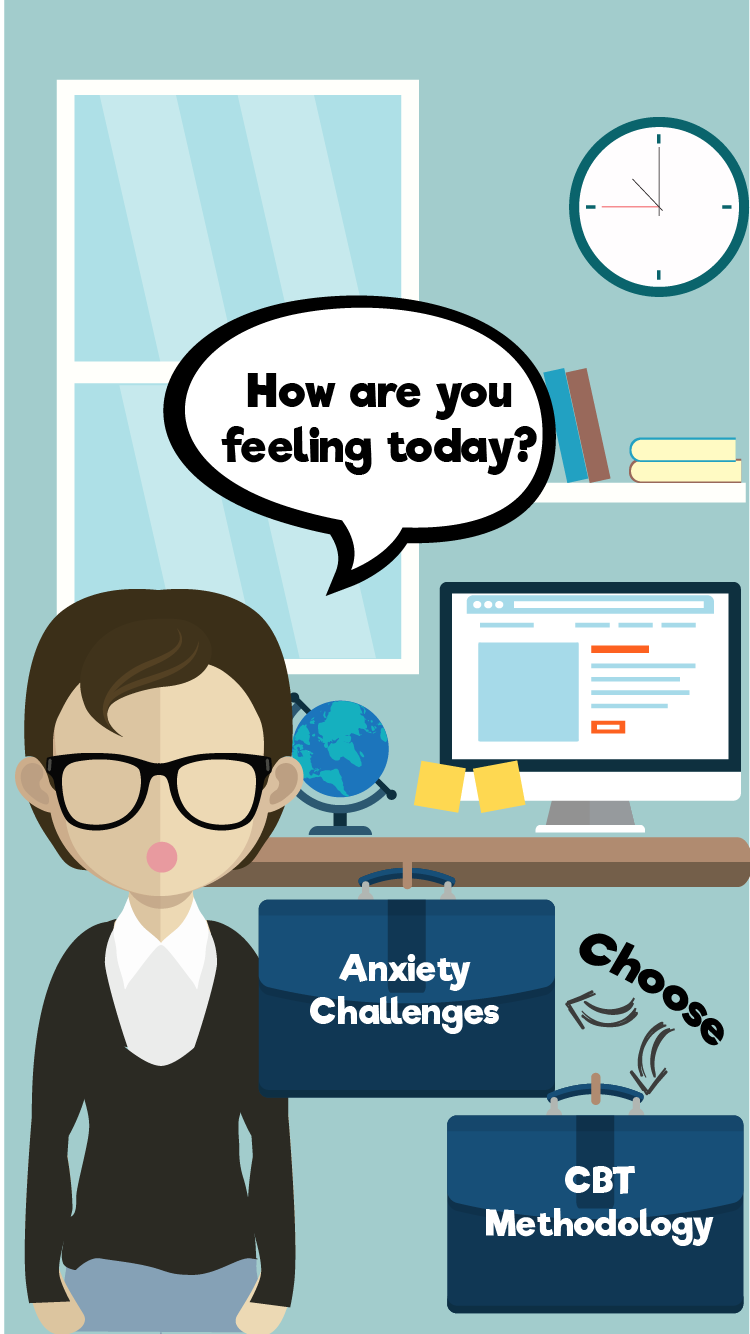 How are you
feeling today?
Anxiety
Challenges
Choose
CBT
Methodology